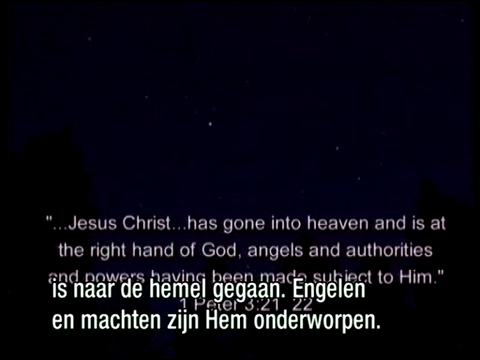 "...Jesus Christ...has gone into heaven and is at
the right hand of God, angels and authorities
and powers having been made subject to Him."
1 Peter 3:21, 22
is naar de hemel gegaan. Engelen
en machten zijn Hem onderworpen.